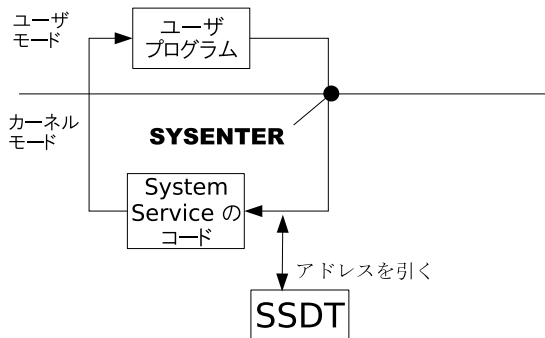 ユーザ
モード
ユーザ
プログラム
カーネル
モード
SYSENTER
System
Service の
コード
アドレスを引く
SSDT